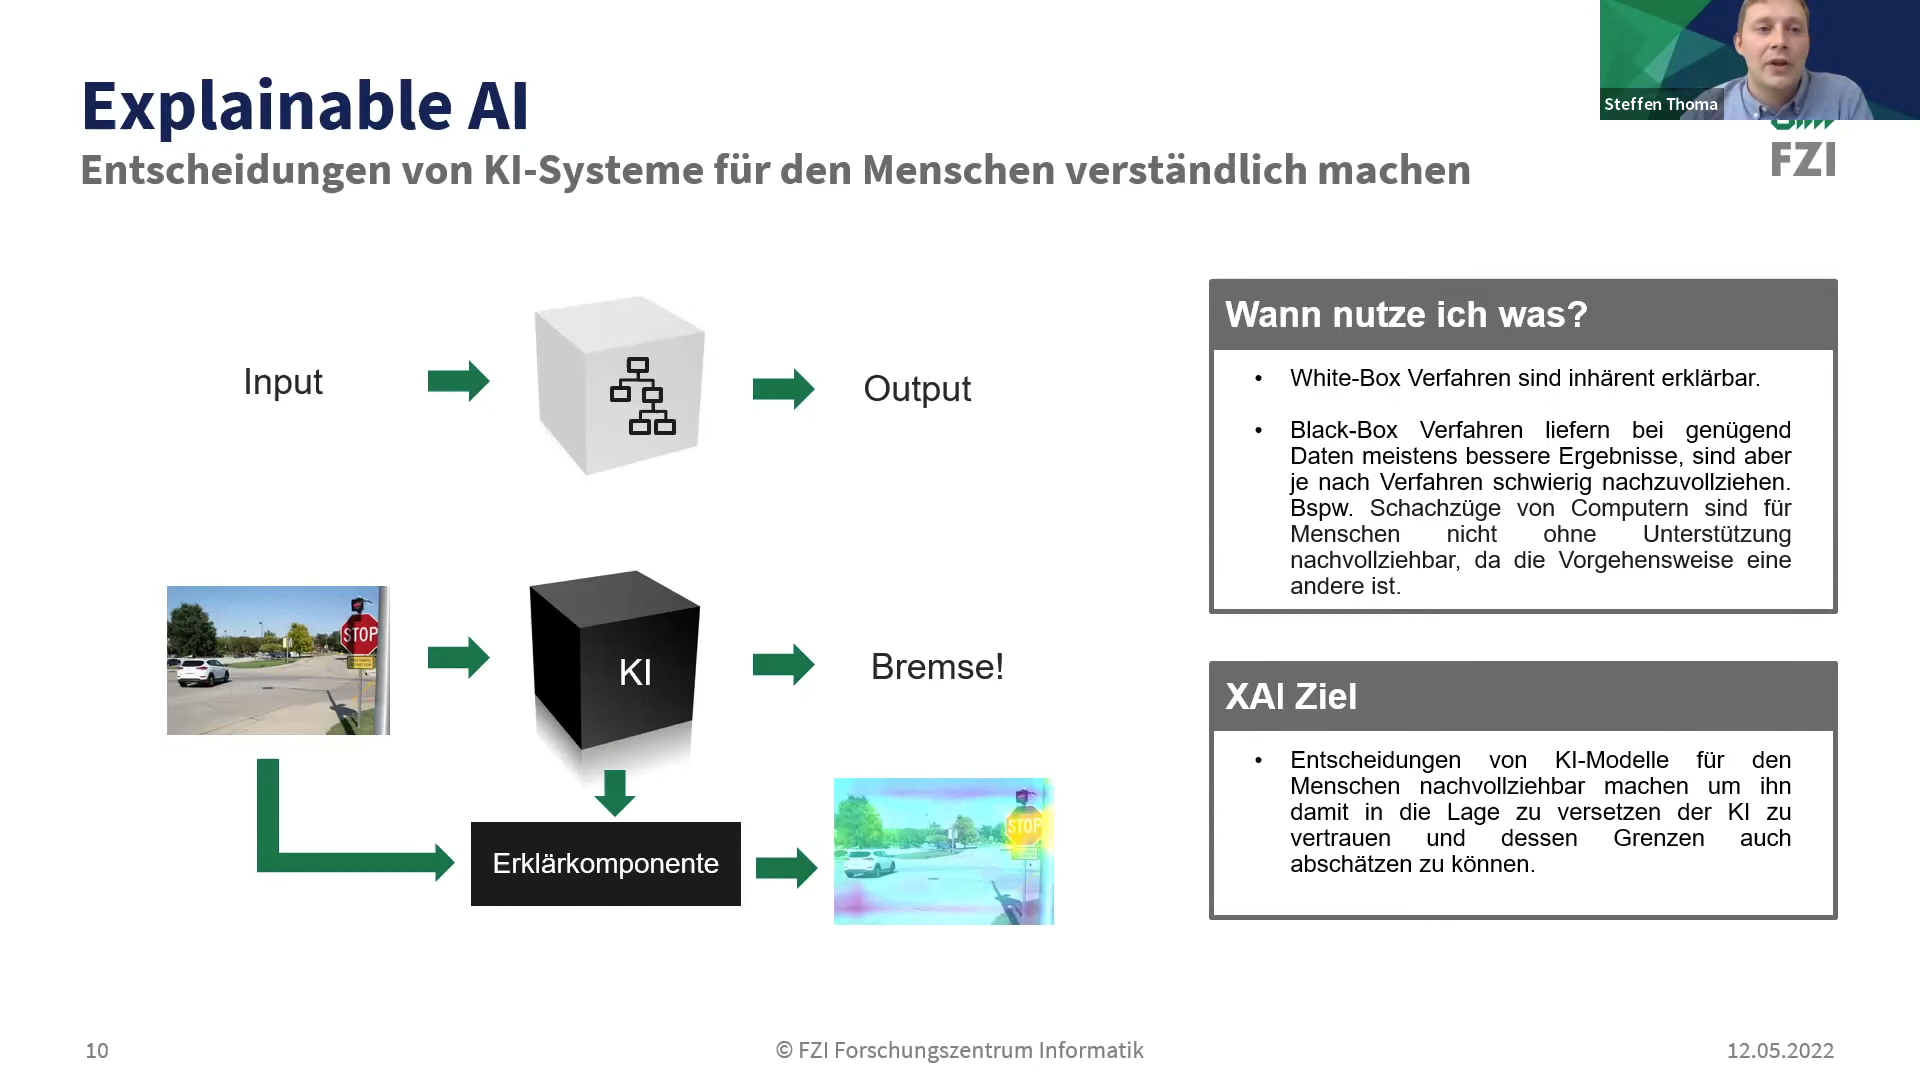 Explainable AI
Entscheidungen von KI-Systeme für den Menschen verständlich machen
Steffen Thoma
FZI
Input
Output
STOP
KI
Bremse!
Erklärkomponente
STOP
Wann nutze ich was?
• White-Box Verfahren sind inhärent erklärbar.
• Black-Box Verfahren liefern bei genügend
Daten meistens bessere Ergebnisse, sind aber
je nach Verfahren schwierig nachzuvollziehen.
Bspw. Schachzüge von Computern sind für
Menschen nicht ohne Unterstützung
nachvollziehbar, da die Vorgehensweise eine
andere ist.
XAI Ziel
• Entscheidungen von KI-Modelle für den
Menschen nachvollziehbar machen um ihn
damit in die Lage zu versetzen der KI zu
vertrauen und dessen Grenzen auch
abschätzen zu können.
10
© FZI Forschungszentrum Informatik
12.05.2022